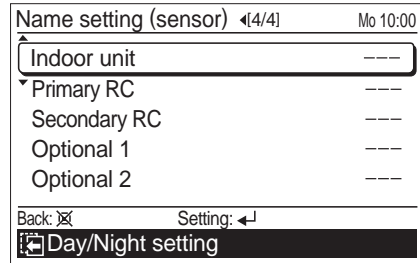 Name setting (sensor) ◀[4/4] Mo 10:00
Indoor unit ---
Primary RC ---
Secondary RC ---
Optional 1 ---
Optional 2 ---
Back: Setting:
Day/Night setting